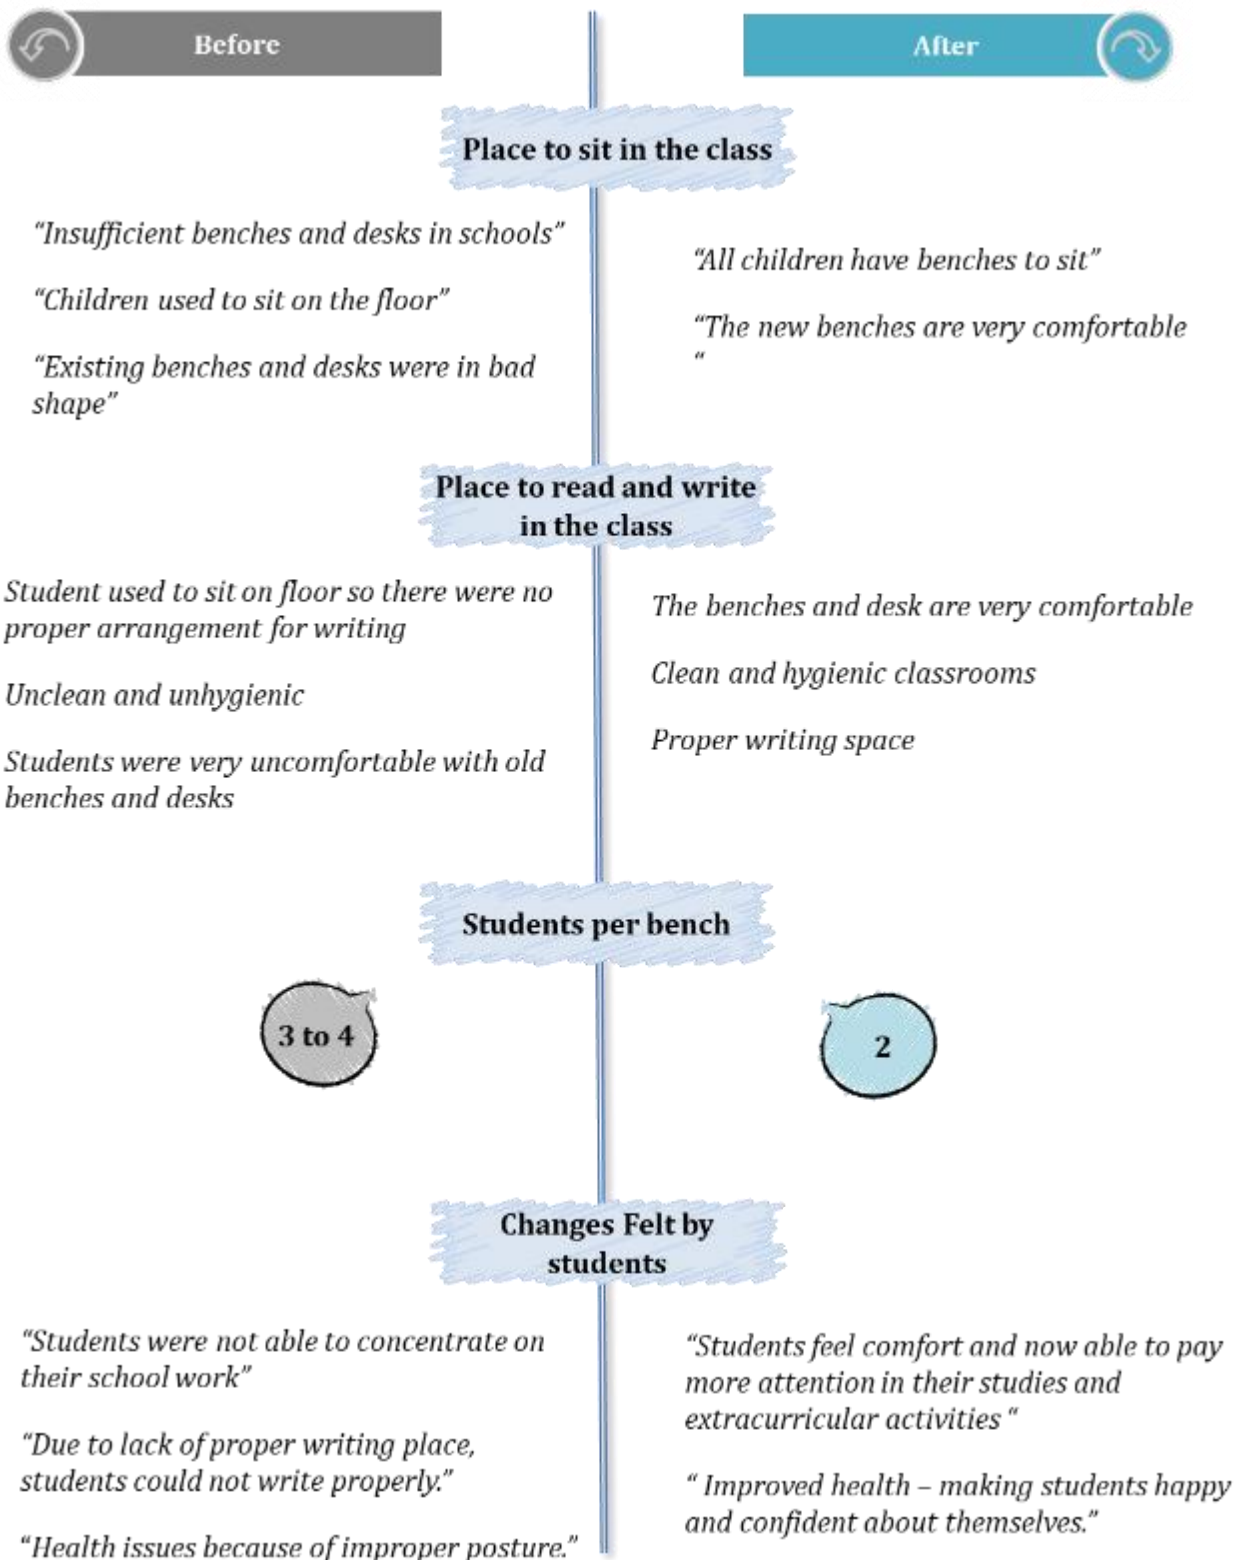 Before
After
Place to sit in the class
“Insufficient benches and desks in schools”
“Children used to sit on the floor”
“Existing benches and desks were in bad
shape”
“All children have benches to sit”
“The new benches are very comfortable
“
Place to read and write
in the class
Student used to sit on floor so there were no
proper arrangement for writing
Unclean and unhygienic
Students were very uncomfortable with old
benches and desks
The benches and desk are very comfortable
Clean and hygienic classrooms
Proper writing space
Students per bench
3 to 4
2
Changes Felt by
students
“Students were not able to concentrate on
their school work”
“Due to lack of proper writing place,
students could not write properly.”
“Health issues because of improper posture.”
“Students feel comfort and now able to pay
more attention in their studies and
extracurricular activities “
“ Improved health – making students happy
and confident about themselves.”